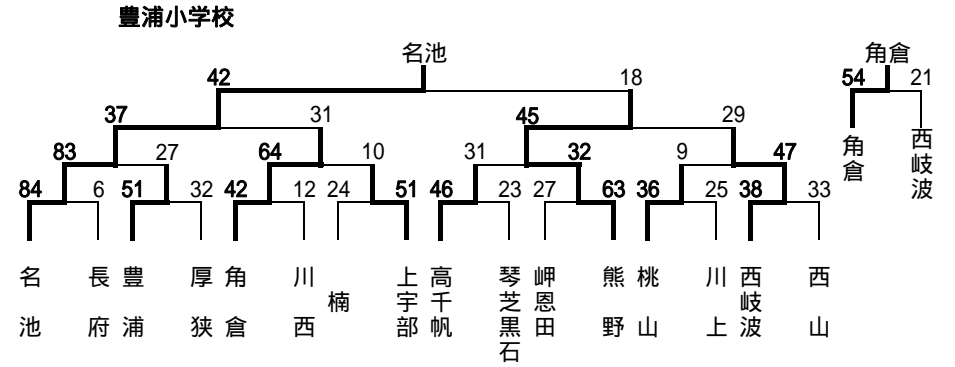 豊浦小学校
名池
角倉
42 18
54 21
37 31 45 29
83 27 64 10 31 32 9 47
84 6 51 32 42 12 24 51 46 23 27 63 36 25 38 33
角倉
西岐波
名池
長府
豊浦
厚狭
角倉
川西
楠
上宇部
高千帆
琴芝黒石
岬恩田
熊野
桃山
川上
西岐波
西山